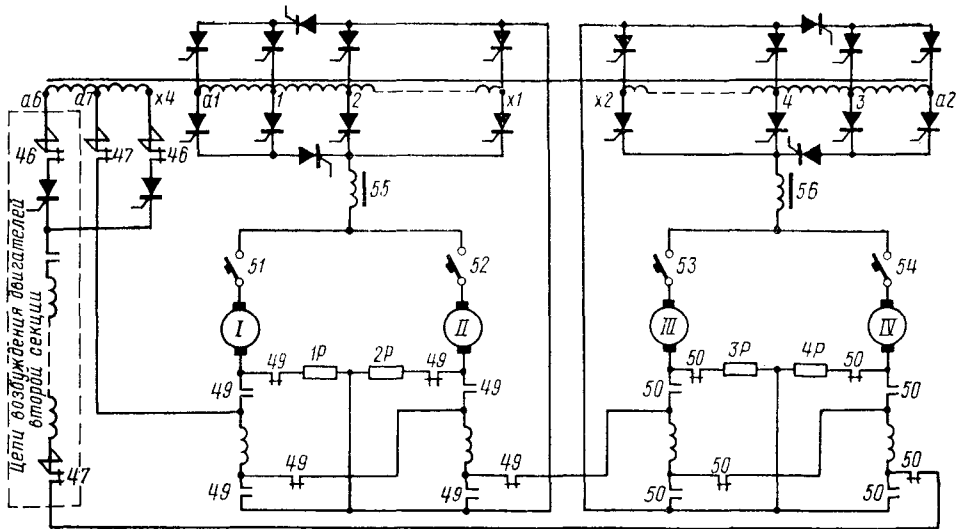 а6
а7
х4
а1
1
2
х1
х2
4
3
а2
46
47
46
55
56
Цепи возбуждения двигателей
второй секции
51
52
53
54
I
II
III
IV
49
1Р
2Р
49
50
3Р
4Р
50
49
49
50
50
49
49
50
50
47
49
49
50
50